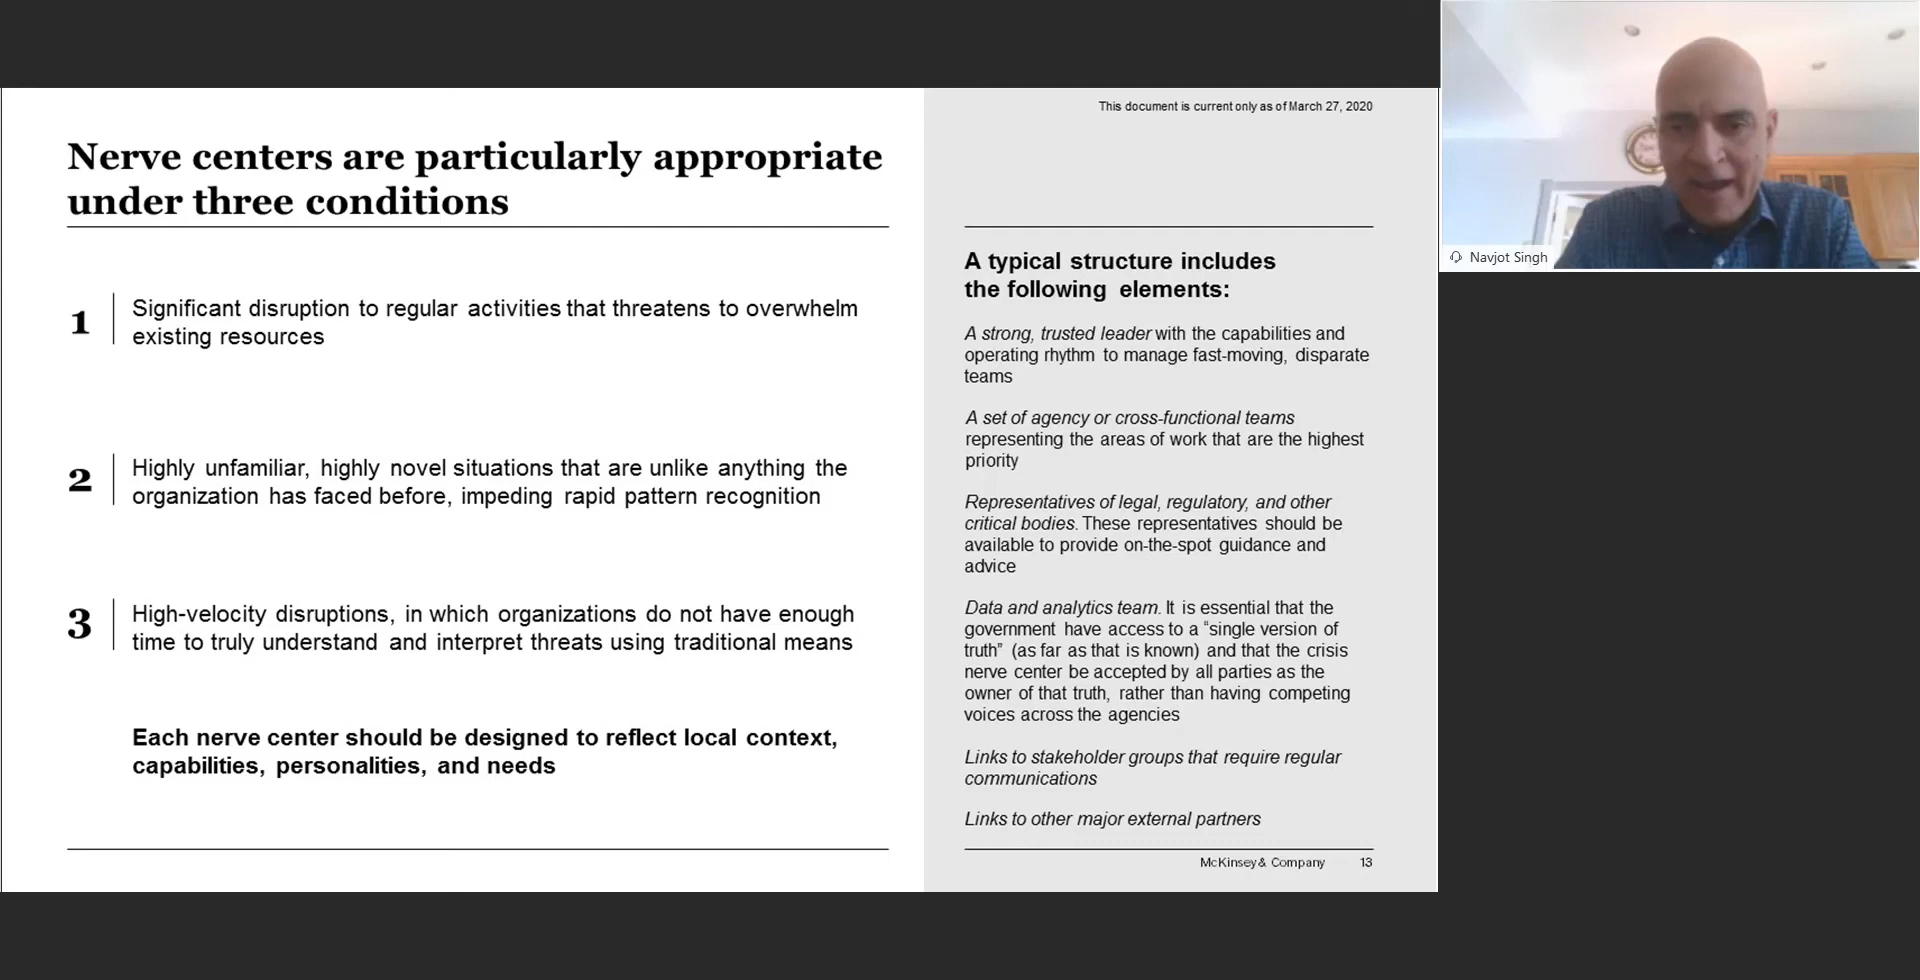 This document is current only as of March 27, 2020
Nerve centers are particularly appropriate
under three conditions
1
Significant disruption to regular activities that threatens to overwhelm
existing resources
2
Highly unfamiliar, highly novel situations that are unlike anything the
organization has faced before, impeding rapid pattern recognition
3
High-velocity disruptions, in which organizations do not have enough
time to truly understand and interpret threats using traditional means
Each nerve center should be designed to reflect local context,
capabilities, personalities, and needs
A typical structure includes
the following elements:
A strong, trusted leader with the capabilities and
operating rhythm to manage fast-moving, disparate
teams
A set of agency or cross-functional teams
representing the areas of work that are the highest
priority
Representatives of legal, regulatory, and other
critical bodies. These representatives should be
available to provide on-the-spot guidance and
advice
Data and analytics team. It is essential that the
government have access to a “single version of
truth” (as far as that is known) and that the crisis
nerve center be accepted by all parties as the
owner of that truth, rather than having competing
voices across the agencies
Links to stakeholder groups that require regular
communications
Links to other major external partners
McKinsey & Company 13
Navjot Singh